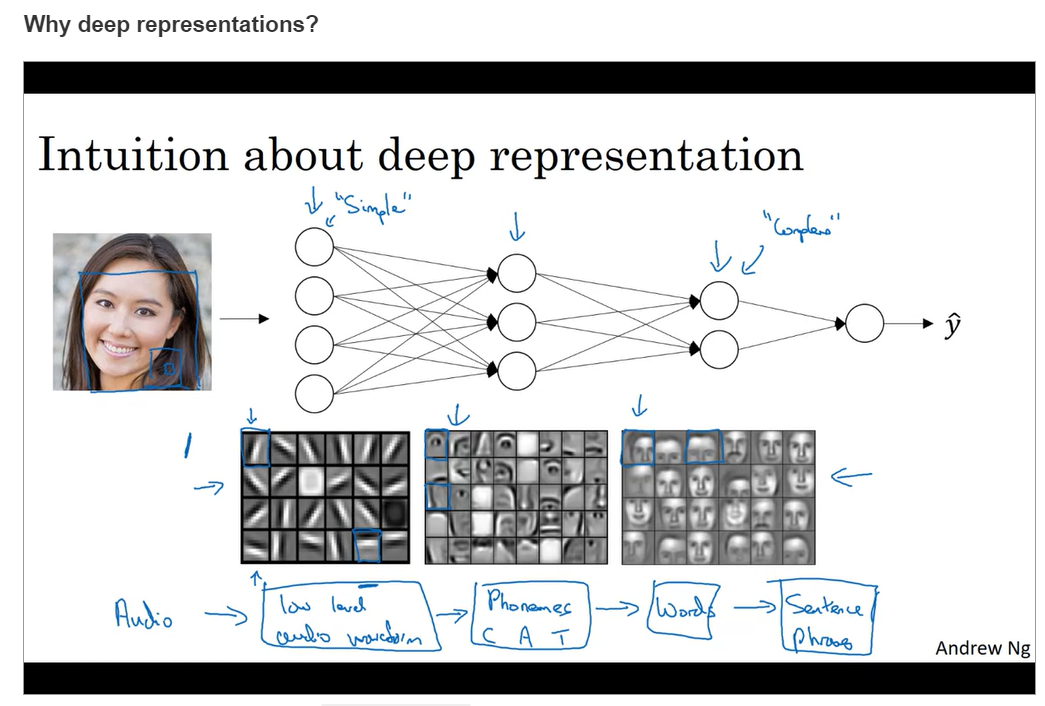 Why deep representations?
Intuition about deep representation
"Simple"
"Complex"
ŷ
Audio
low level
audio waveform
Phonemes
C A T
Words
Sentence
phrases
Andrew Ng